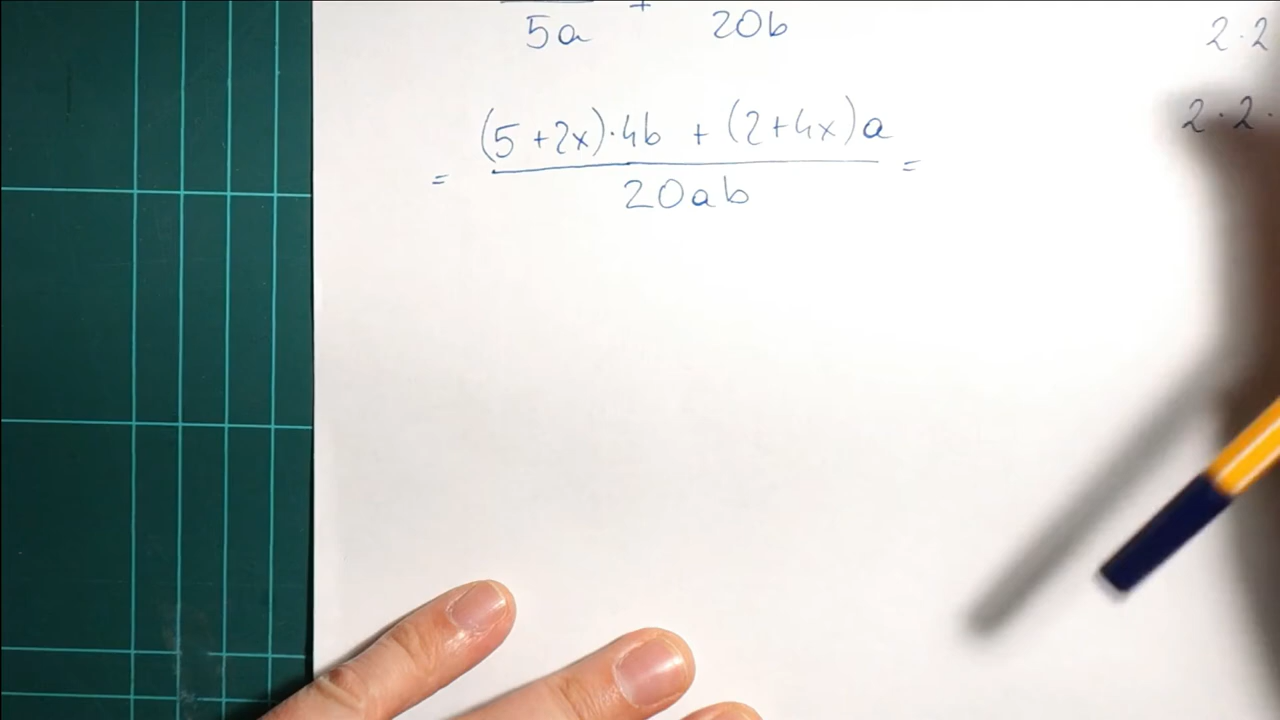 5a + 20b
2·2
(5+2x)·4b + (2+4x)a
= ――― =
20ab
2·2·